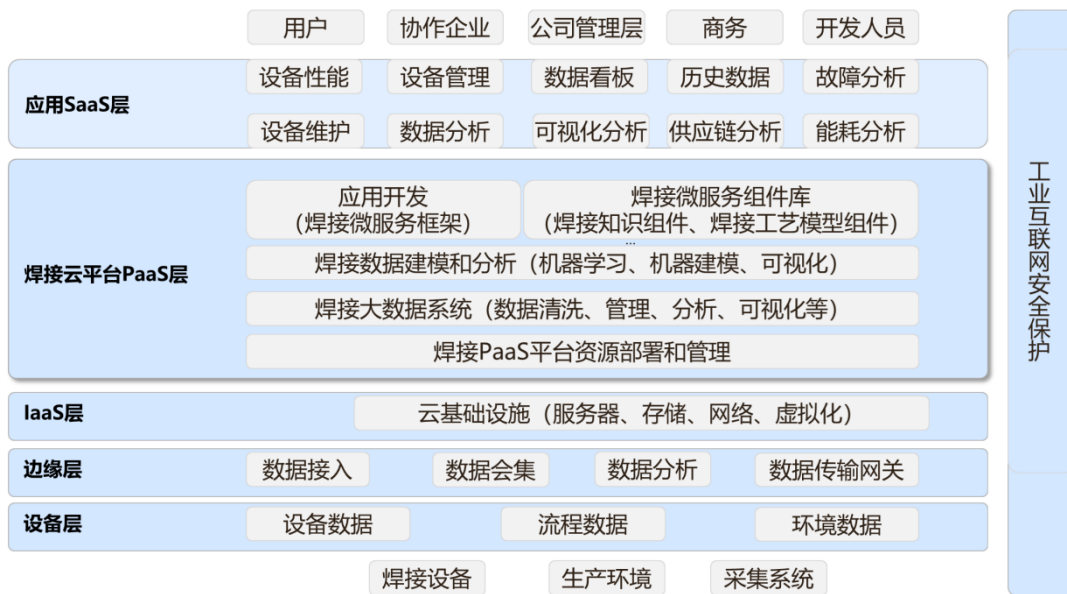 用户 协作企业 公司管理层 商务 开发人员
应用SaaS层
设备性能 设备管理 数据看板 历史数据 故障分析
设备维护 数据分析 可视化分析 供应链分析 能耗分析
焊接云平台PaaS层
应用开发
(焊接微服务框架)
焊接微服务组件库
(焊接知识组件、焊接工艺模型组件)
...
焊接数据建模和分析（机器学习、机器建模、可视化）
焊接大数据系统（数据清洗、管理、分析、可视化等）
焊接PaaS平台资源部署和管理
IaaS层
云基础设施（服务器、存储、网络、虚拟化）
边缘层
数据接入 数据会集 数据分析 数据传输网关
设备层
设备数据 流程数据 环境数据
焊接设备 生产环境 采集系统
工业互联网安全保护